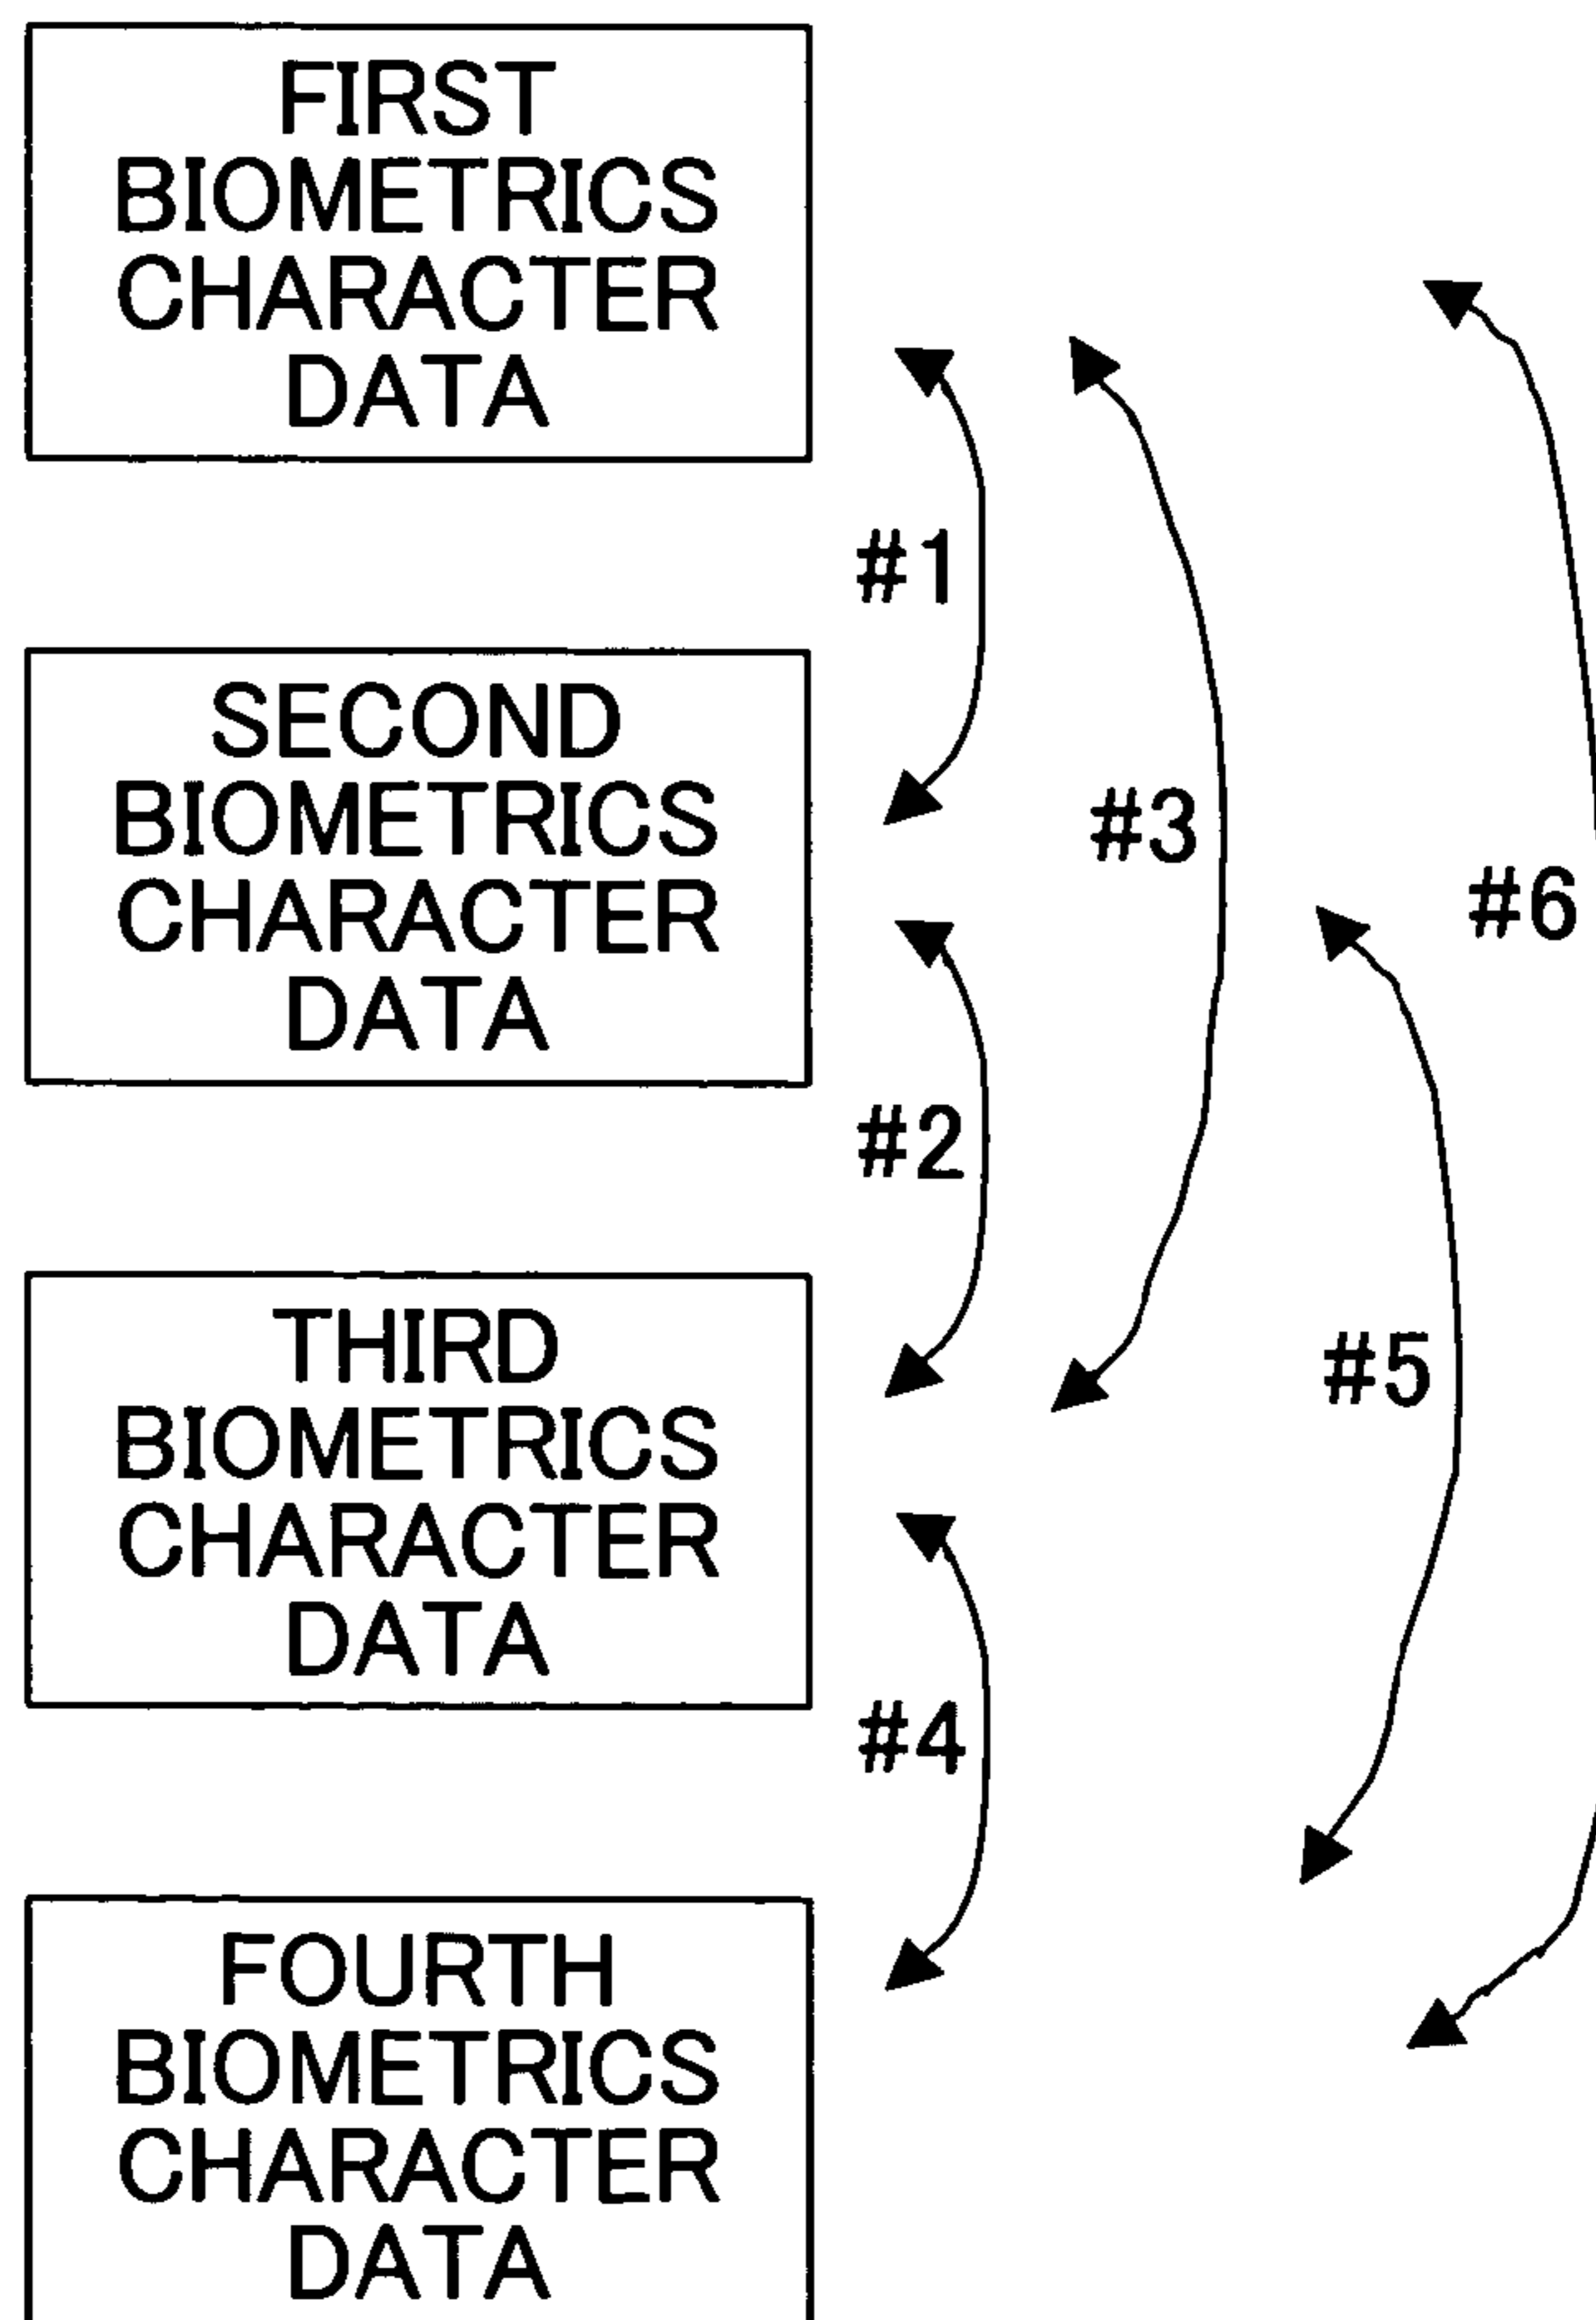 FIRST
BIOMETRICS
CHARACTER
DATA
#1
SECOND
BIOMETRICS
CHARACTER
DATA
#3
#6
#2
THIRD
BIOMETRICS
CHARACTER
DATA
#5
#4
FOURTH
BIOMETRICS
CHARACTER
DATA